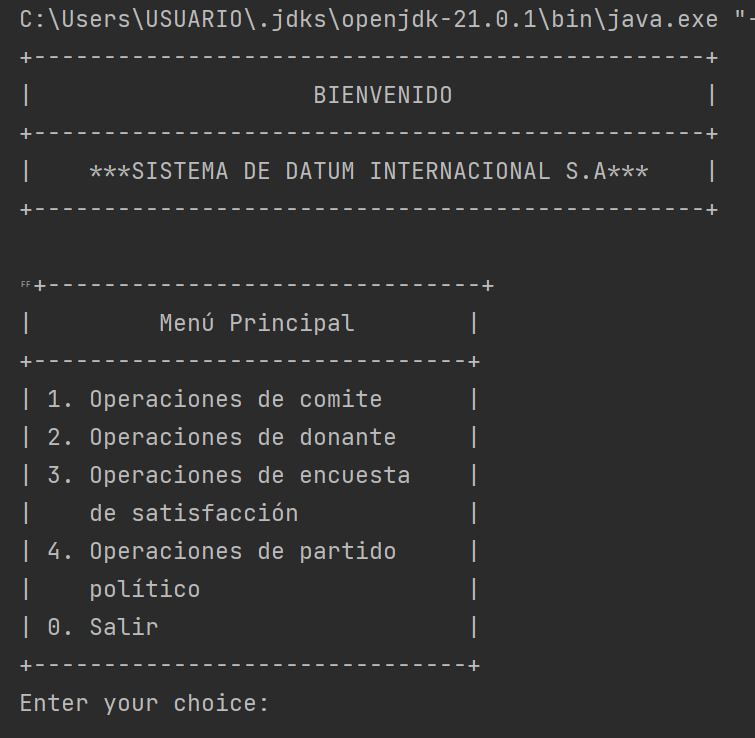 C:\Users\USUARIO\.jdks\openjdk-21.0.1\bin\java.exe "-
+------------------------------------------------+
|                    BIENVENIDO                  |
+------------------------------------------------+
|    ***SISTEMA DE DATUM INTERNACIONAL S.A***    |
+------------------------------------------------+
FF+-------------------------------+
|         Menú Principal        |
+-------------------------------+
| 1. Operaciones de comite      |
| 2. Operaciones de donante     |
| 3. Operaciones de encuesta    |
|    de satisfacción            |
| 4. Operaciones de partido     |
|    político                   |
| 0. Salir                      |
+-------------------------------+
Enter your choice: